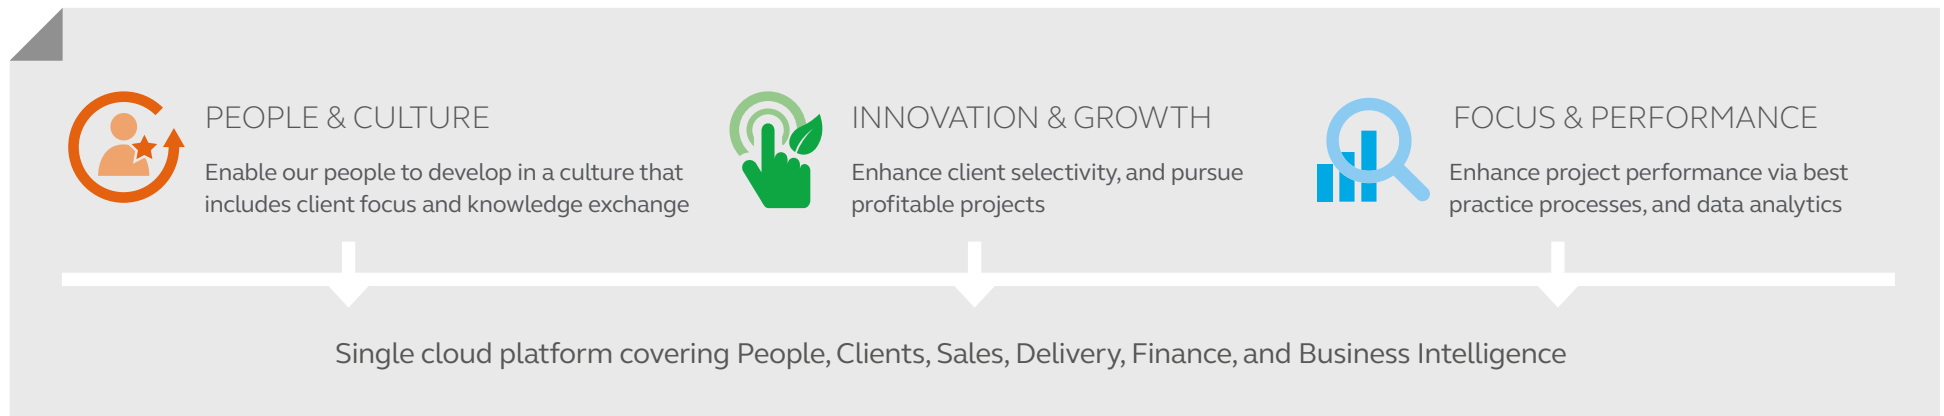 PEOPLE & CULTURE
Enable our people to develop in a culture that
includes client focus and knowledge exchange
INNOVATION & GROWTH
Enhance client selectivity, and pursue
profitable projects
FOCUS & PERFORMANCE
Enhance project performance via best
practice processes, and data analytics
Single cloud platform covering People, Clients, Sales, Delivery, Finance, and Business Intelligence